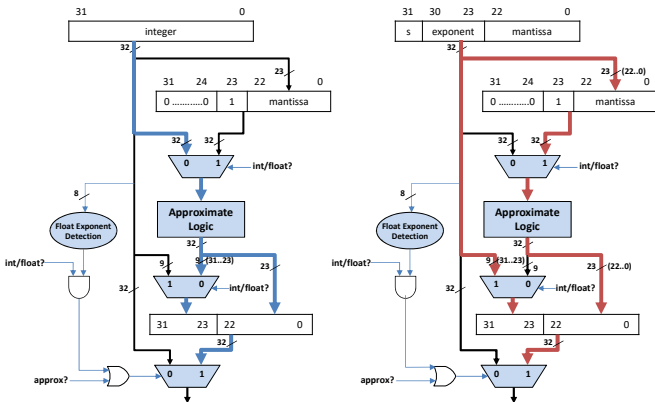 31 0
integer
32
23
31 24 23 22 0
0 ............0 1 mantissa
32 32
0 1
int/float?
8
Float Exponent
Detection
Approximate
Logic
32
int/float?
9 9 (31..23) 23
1 0
int/float?
32
31 23 22 0
32
approx?
0 1
31 30 23 22 0
s exponent mantissa
32
23 (22..0)
31 24 23 22 0
0 ............0 1 mantissa
32 32
0 1
int/float?
8
Float Exponent
Detection
Approximate
Logic
32
int/float?
9 (31..23) 9 23 (22..0)
1 0
int/float?
32
31 23 22 0
32
approx?
0 1